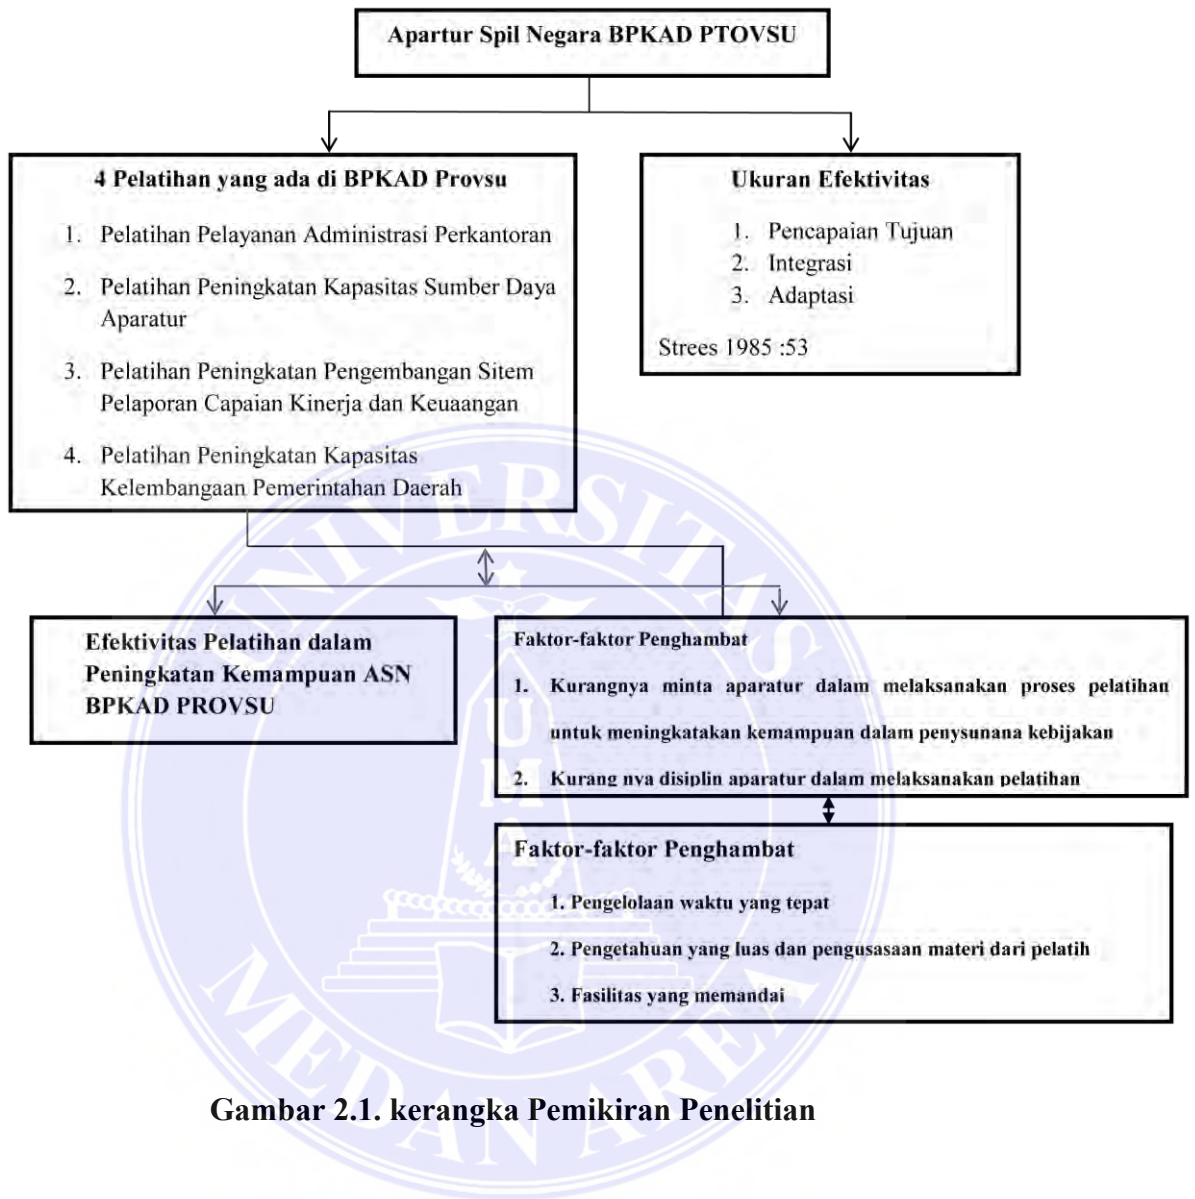 Apartur Spil Negara BPKAD PTOVSU
4 Pelatihan yang ada di BPKAD Provsu
1. Pelatihan Pelayanan Administrasi Perkantoran
2. Pelatihan Peningkatan Kapasitas Sumber Daya
Aparatur
3. Pelatihan Peningkatan Pengembangan Sitem
Pelaporan Capaian Kinerja dan Keuaangan
4. Pelatihan Peningkatan Kapasitas
Kelembangaan Pemerintahan Daerah
Ukuran Efektivitas
1. Pencapaian Tujuan
2. Integrasi
3. Adaptasi
Strees 1985 :53
Efektivitas Pelatihan dalam
Peningkatan Kemampuan ASN
BPKAD PROVSU
Faktor-faktor Penghambat
1. Kurangnya minta aparatur dalam melaksanakan proses pelatihan
untuk meningkatakan kemampuan dalam penysunana kebijakan
2. Kurang nya disiplin aparatur dalam melaksanakan pelatihan
Faktor-faktor Penghambat
1. Pengelolaan waktu yang tepat
2. Pengetahuan yang luas dan pengusasaan materi dari pelatih
3. Fasilitas yang memandai
Gambar 2.1. kerangka Pemikiran Penelitian
UNIVERSITAS
MEDAN AREA
UMA